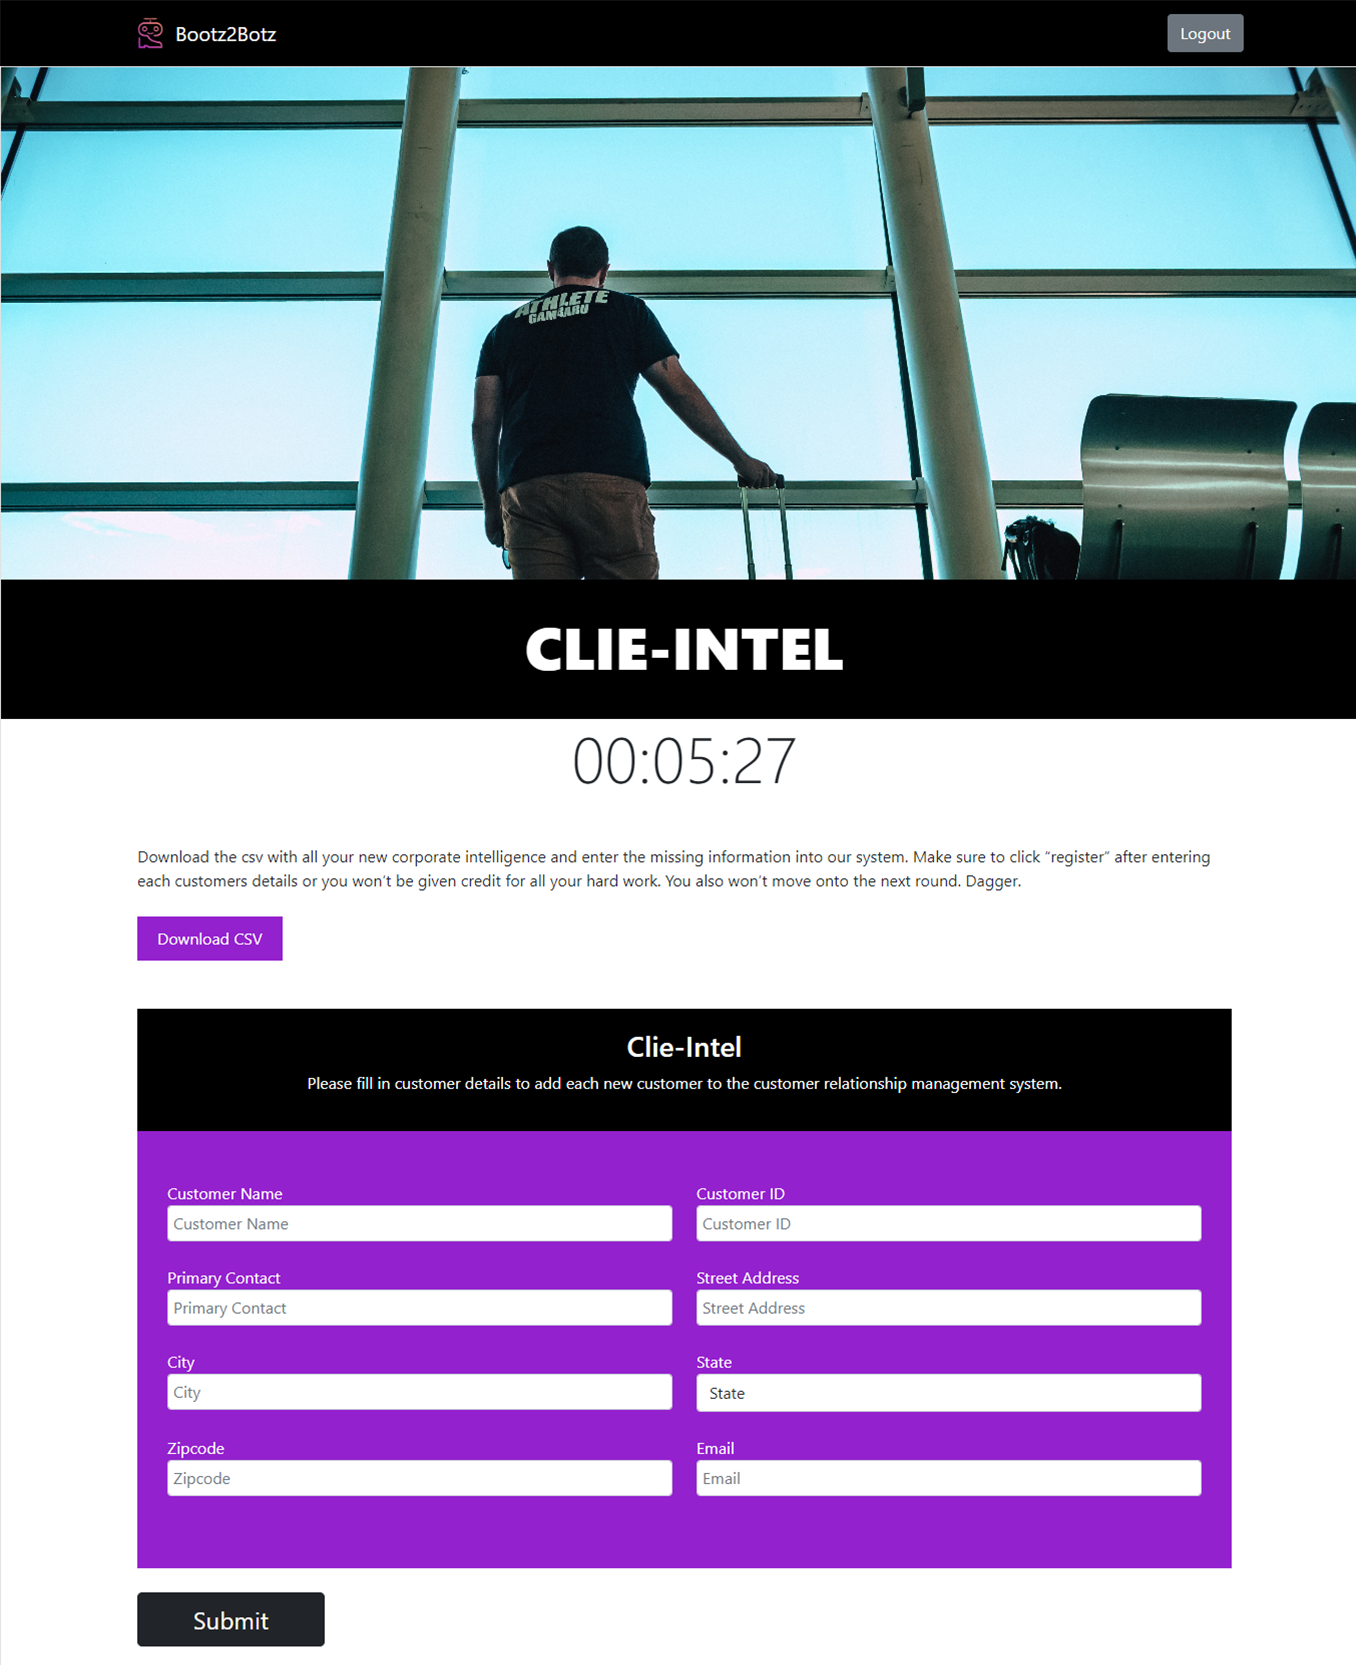 Bootz2Botz
Logout
ATHLETE
CLIE-INTEL
00:05:27
Download the csv with all your new corporate intelligence and enter the missing information into our system. Make sure to click “register” after entering
each customers details or you won’t be given credit for all your hard work. You also won’t move onto the next round. Dagger.
Download CSV
Clie-Intel
Please fill in customer details to add each new customer to the customer relationship management system.
Customer Name
Customer ID
Customer Name
Customer ID
Primary Contact
Street Address
Primary Contact
Street Address
City
State
City
State
Zipcode
Email
Zipcode
Email
Submit